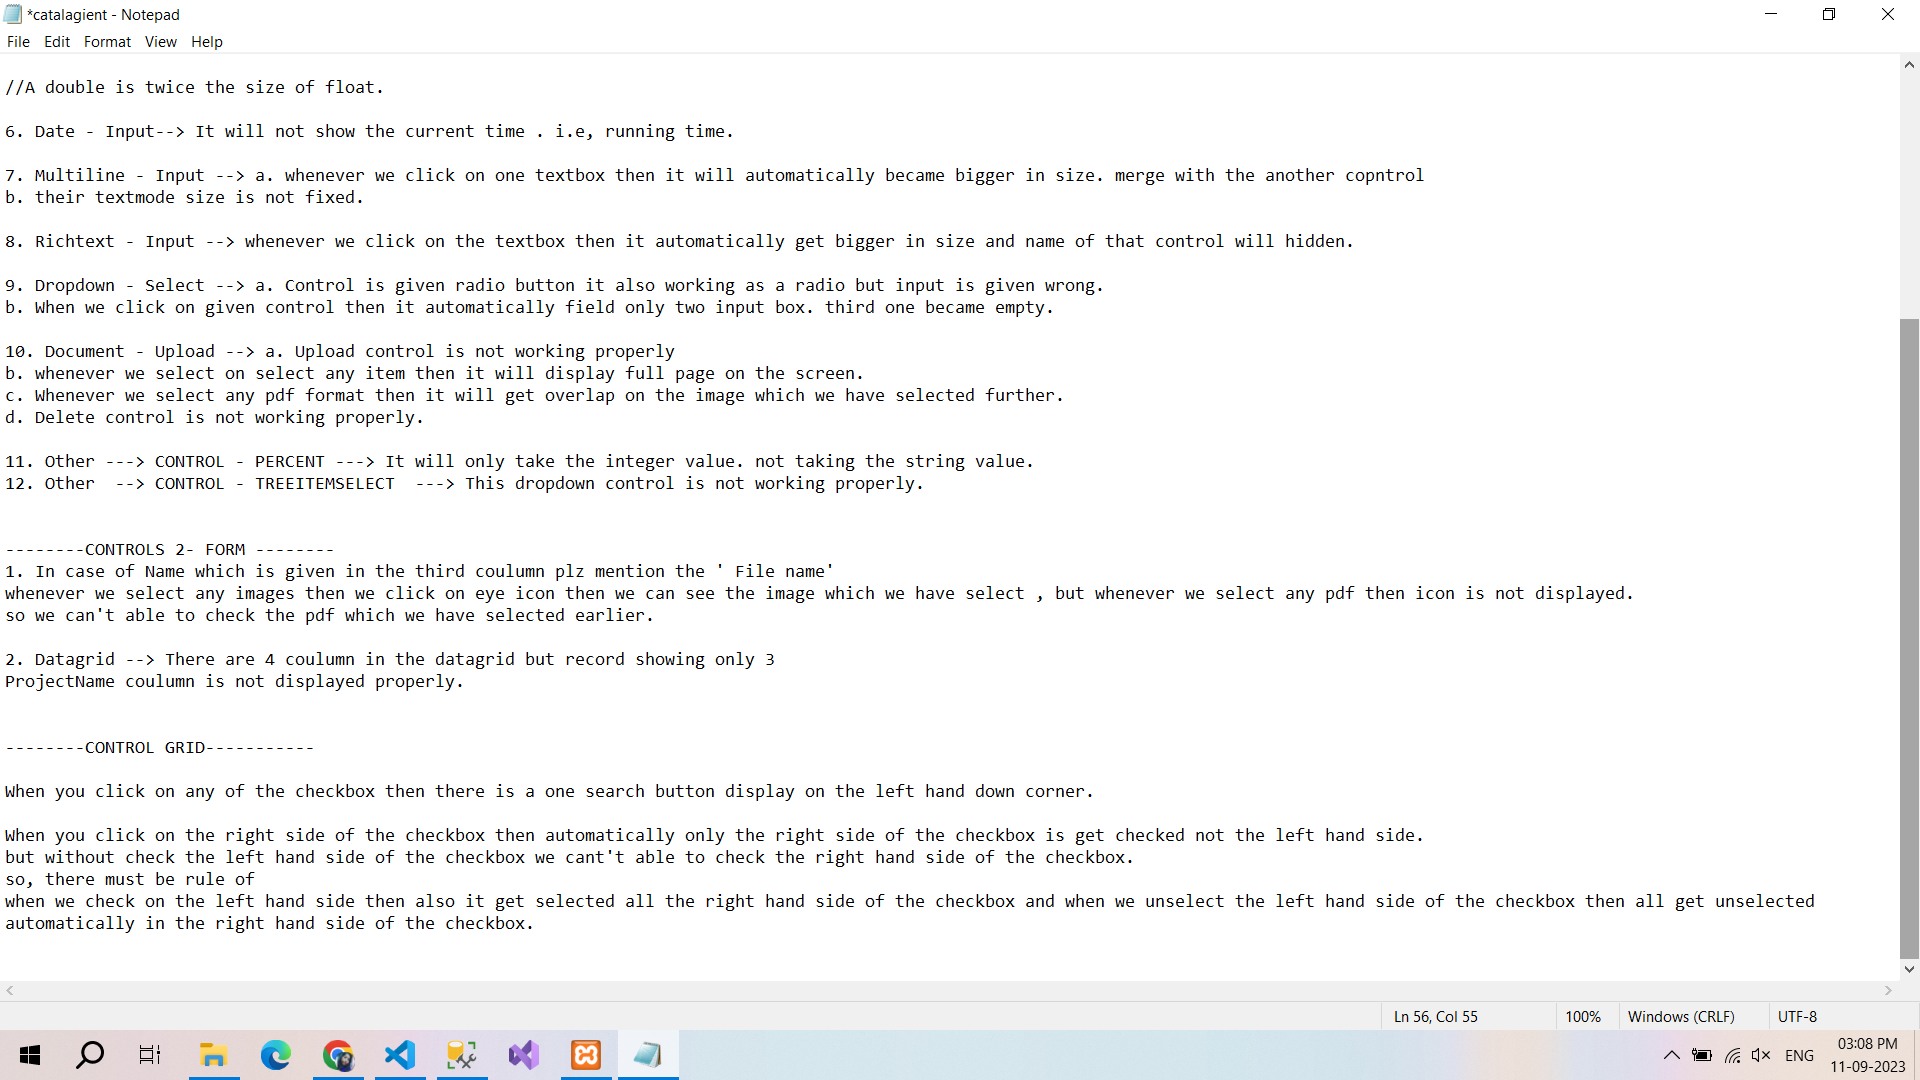 *catalagient - Notepad
File Edit Format View Help
//A double is twice the size of float.
6. Date - Input--> It will not show the current time . i.e, running time.
7. Multiline - Input --> a. whenever we click on one textbox then it will automatically became bigger in size. merge with the another copntrol
b. their textmode size is not fixed.
8. Richtext - Input --> whenever we click on the textbox then it automatically get bigger in size and name of that control will hidden.
9. Dropdown - Select --> a. Control is given radio button it also working as a radio but input is given wrong.
b. When we click on given control then it automatically field only two input box. third one became empty.
10. Document - Upload --> a. Upload control is not working properly
b. whenever we select on select any item then it will display full page on the screen.
c. Whenever we select any pdf format then it will get overlap on the image which we have selected further.
d. Delete control is not working properly.
11. Other ---> CONTROL - PERCENT ---> It will only take the integer value. not taking the string value.
12. Other  --> CONTROL - TREEITEMSELECT  ---> This dropdown control is not working properly.
--------CONTROLS 2- FORM --------
1. In case of Name which is given in the third coulumn plz mention the ' File name'
whenever we select any images then we click on eye icon then we can see the image which we have select , but whenever we select any pdf then icon is not displayed.
so we can't able to check the pdf which we have selected earlier.
2. Datagrid --> There are 4 coulumn in the datagrid but record showing only 3
ProjectName coulumn is not displayed properly.
--------CONTROL GRID-----------
When you click on any of the checkbox then there is a one search button display on the left hand down corner.
When you click on the right side of the checkbox then automatically only the right side of the checkbox is get checked not the left hand side.
but without check the left hand side of the checkbox we cant't able to check the right hand side of the checkbox.
so, there must be rule of
when we check on the left hand side then also it get selected all the right hand side of the checkbox and when we unselect the left hand side of the checkbox then all get unselected
automatically in the right hand side of the checkbox.
Ln 56, Col 55 100% Windows (CRLF) UTF-8
ENG
03:08 PM
11-09-2023